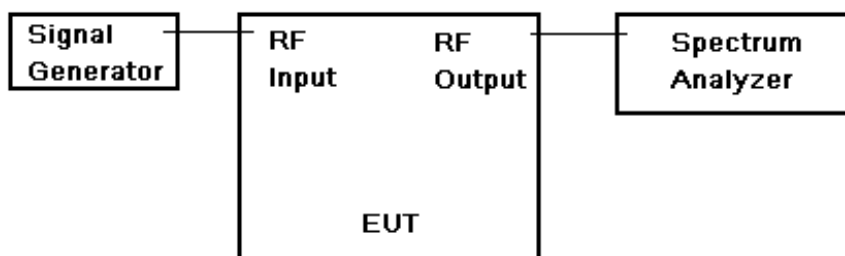 Signal
Generator
RF
Input
RF
Output
EUT
Spectrum
Analyzer